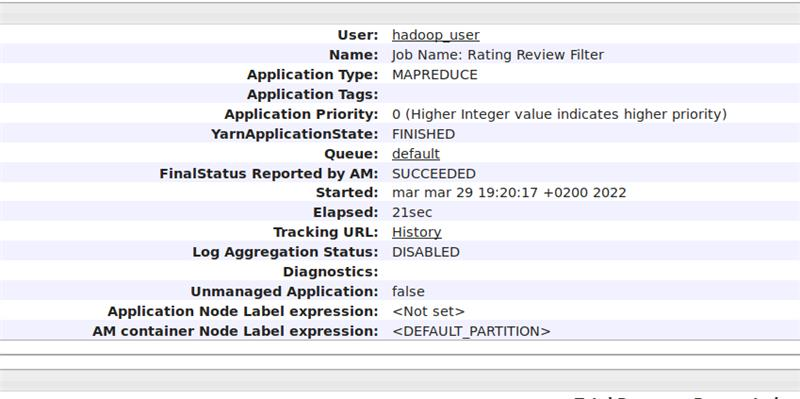 User: hadoop_user
Name: Job Name: Rating Review Filter
Application Type: MAPREDUCE
Application Tags:
Application Priority: 0 (Higher Integer value indicates higher priority)
YarnApplicationState: FINISHED
Queue: default
FinalStatus Reported by AM: SUCCEEDED
Started: mar mar 29 19:20:17 +0200 2022
Elapsed: 21sec
Tracking URL: History
Log Aggregation Status: DISABLED
Diagnostics:
Unmanaged Application: false
Application Node Label expression: <Not set>
AM container Node Label expression: <DEFAULT_PARTITION>